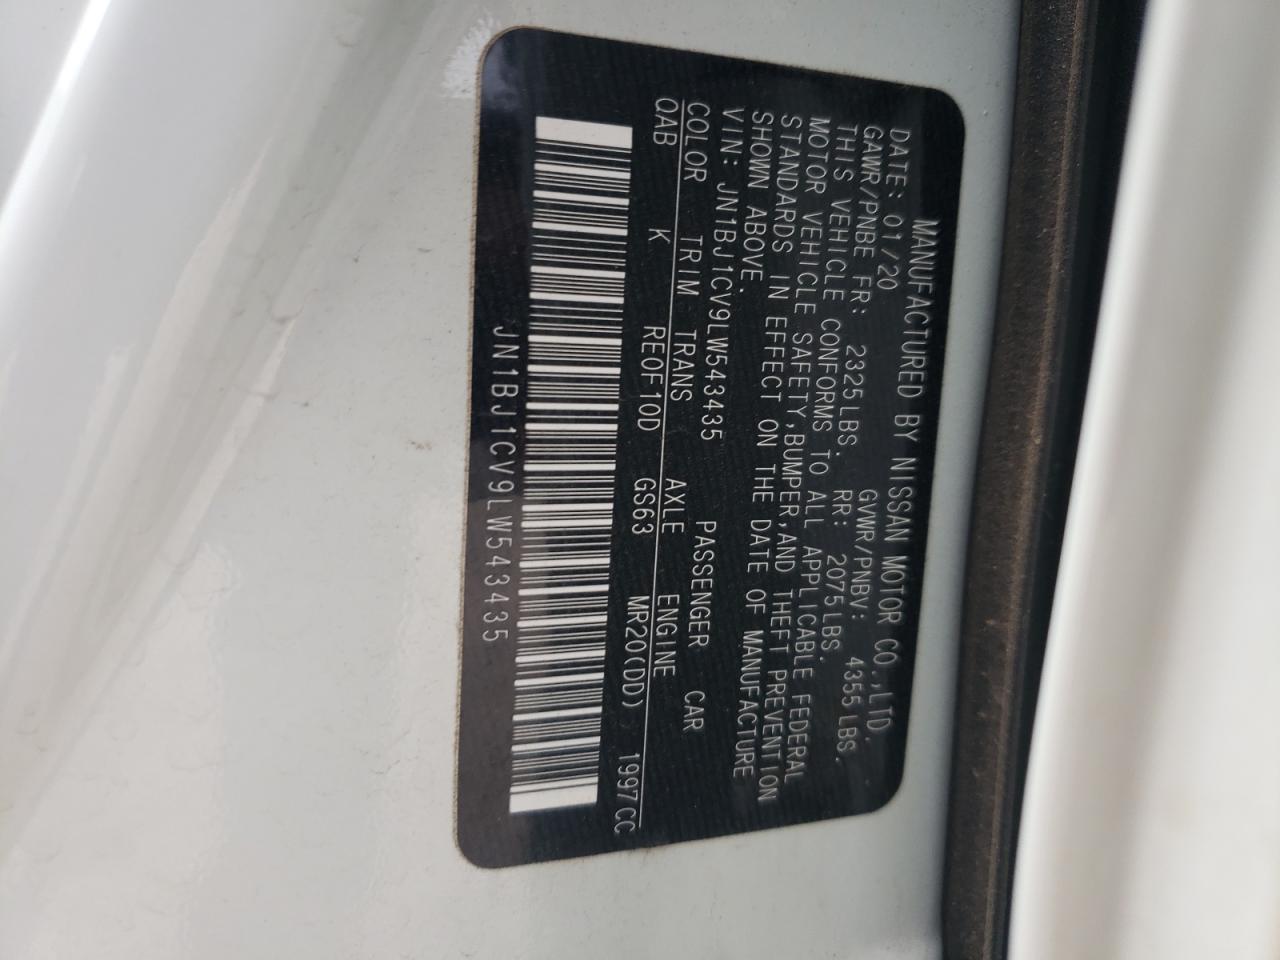 MANUFACTURED BY NISSAN MOTOR CO.,LTD.
DATE: 01/20 GVWR/PNBV: 4355 LBS.
GAWR/PNBE FR: 2325LBS. RR: 2075LBS.
THIS VEHICLE CONFORMS TO ALL APPLICABLE FEDERAL
MOTOR VEHICLE SAFETY,BUMPER,AND THEFT PREVENTION
STANDARDS IN EFFECT ON THE DATE OF MANUFACTURE
SHOWN ABOVE.
VIN: JN1BJ1CV9LW543435 PASSENGER CAR
COLOR TRIM TRANS AXLE ENGINE
QAB K RE0F10D GS63 MR20(DD) 1997CC
JN1BJ1CV9LW543435